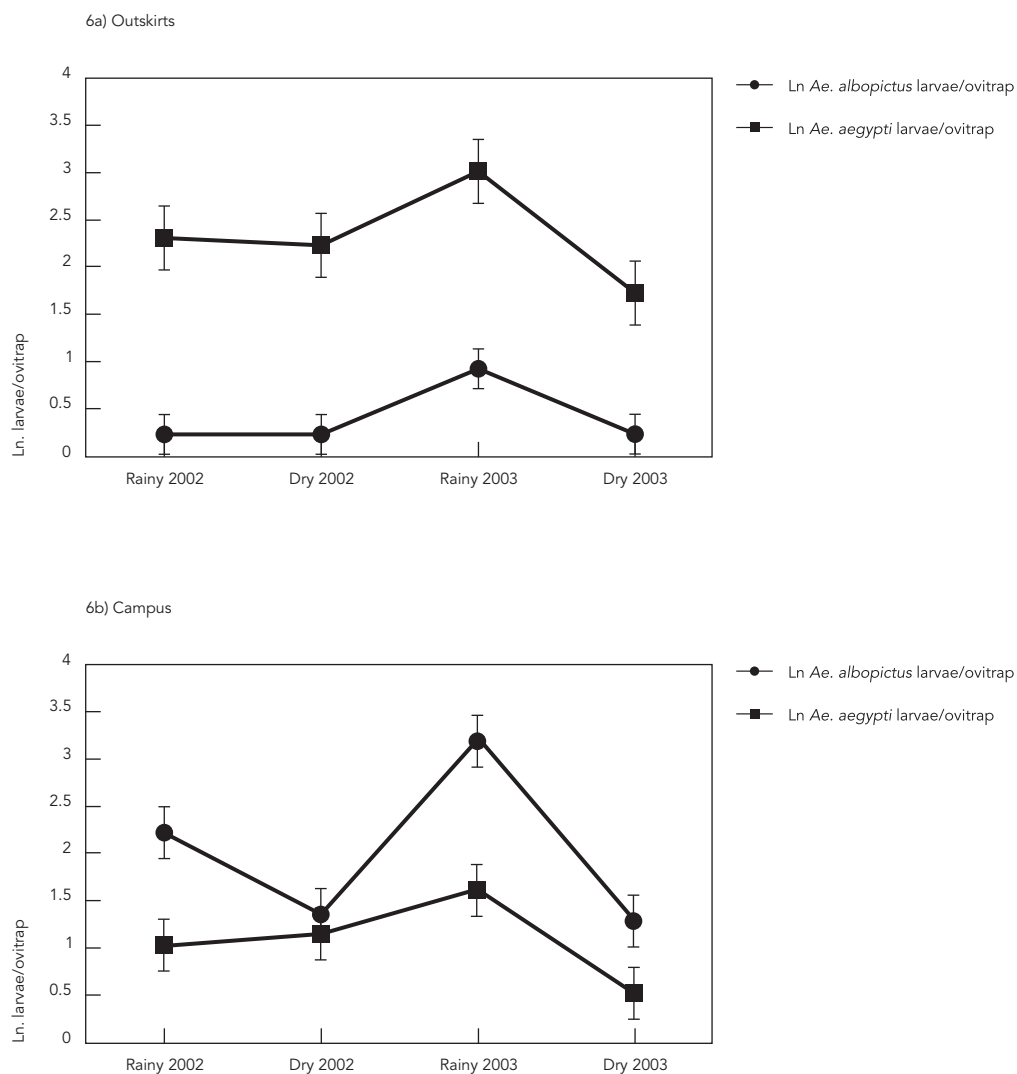 6a) Outskirts
4
3.5
3
2.5
2
1.5
1
0.5
0
Ln. larvae/ovitrap
Rainy 2002 Dry 2002 Rainy 2003 Dry 2003
Ln Ae. albopictus larvae/ovitrap
Ln Ae. aegypti larvae/ovitrap
6b) Campus
4
3.5
3
2.5
2
1.5
1
0.5
0
Ln. larvae/ovitrap
Rainy 2002 Dry 2002 Rainy 2003 Dry 2003
Ln Ae. albopictus larvae/ovitrap
Ln Ae. aegypti larvae/ovitrap